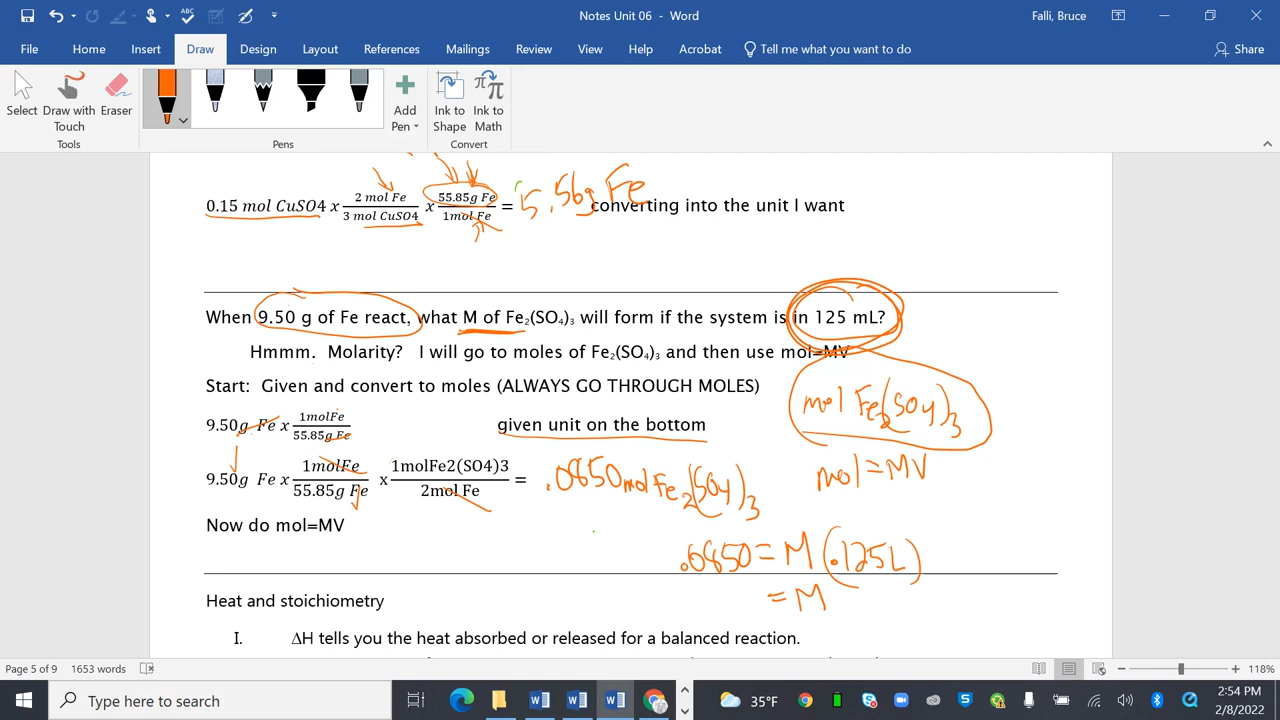 Notes Unit 06 - Word
Falli, Bruce
File Home Insert Draw Design Layout References Mailings Review View Help Acrobat Tell me what you want to do Share
Select Draw with Touch Eraser Add Pen Ink to Shape Ink to Math
Tools Pens Convert
0.15 mol CuSO4 x 2 mol Fe / 3 mol CuSO4 x 55.85g Fe / 1mol Fe = 5.56g Fe converting into the unit I want
When 9.50 g of Fe react, what M of Fe₂(SO₄)₃ will form if the system is in 125 mL?
Hmmm. Molarity? I will go to moles of Fe₂(SO₄)₃ and then use mol=MV
Start: Given and convert to moles (ALWAYS GO THROUGH MOLES)
mol Fe₂(SO4)₃
9.50g Fe x 1molFe / 55.85g Fe given unit on the bottom
mol = MV
9.50g Fe x 1molFe / 55.85g Fe x 1molFe2(SO4)3 / 2mol Fe = .0850 mol Fe₂(SO4)₃
Now do mol=MV
.0850 = M (.125L)
= M
Heat and stoichiometry
I. ΔH tells you the heat absorbed or released for a balanced reaction.
Page 5 of 9 1653 words 118%
Type here to search 35°F 2:54 PM
2/8/2022